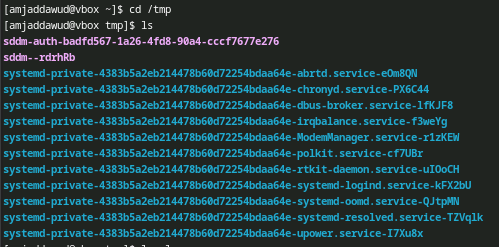 [amjaddawud@vbox ~]$ cd /tmp
[amjaddawud@vbox tmp]$ ls
sddm-auth-badfd567-1a26-4fd8-90a4-cccf7677e276
sddm--rdrhRb
systemd-private-4383b5a2eb214478b60d72254bdaa64e-abrtd.service-eOm8QN
systemd-private-4383b5a2eb214478b60d72254bdaa64e-chronyd.service-PX6C44
systemd-private-4383b5a2eb214478b60d72254bdaa64e-dbus-broker.service-lfKJF8
systemd-private-4383b5a2eb214478b60d72254bdaa64e-irqbalance.service-f3weYg
systemd-private-4383b5a2eb214478b60d72254bdaa64e-ModemManager.service-r1zKEW
systemd-private-4383b5a2eb214478b60d72254bdaa64e-polkit.service-cf7UBr
systemd-private-4383b5a2eb214478b60d72254bdaa64e-rtkit-daemon.service-uIOoCH
systemd-private-4383b5a2eb214478b60d72254bdaa64e-systemd-logind.service-kFX2bU
systemd-private-4383b5a2eb214478b60d72254bdaa64e-systemd-oomd.service-QJtpMN
systemd-private-4383b5a2eb214478b60d72254bdaa64e-systemd-resolved.service-TZVqlk
systemd-private-4383b5a2eb214478b60d72254bdaa64e-upower.service-I7Xu8x